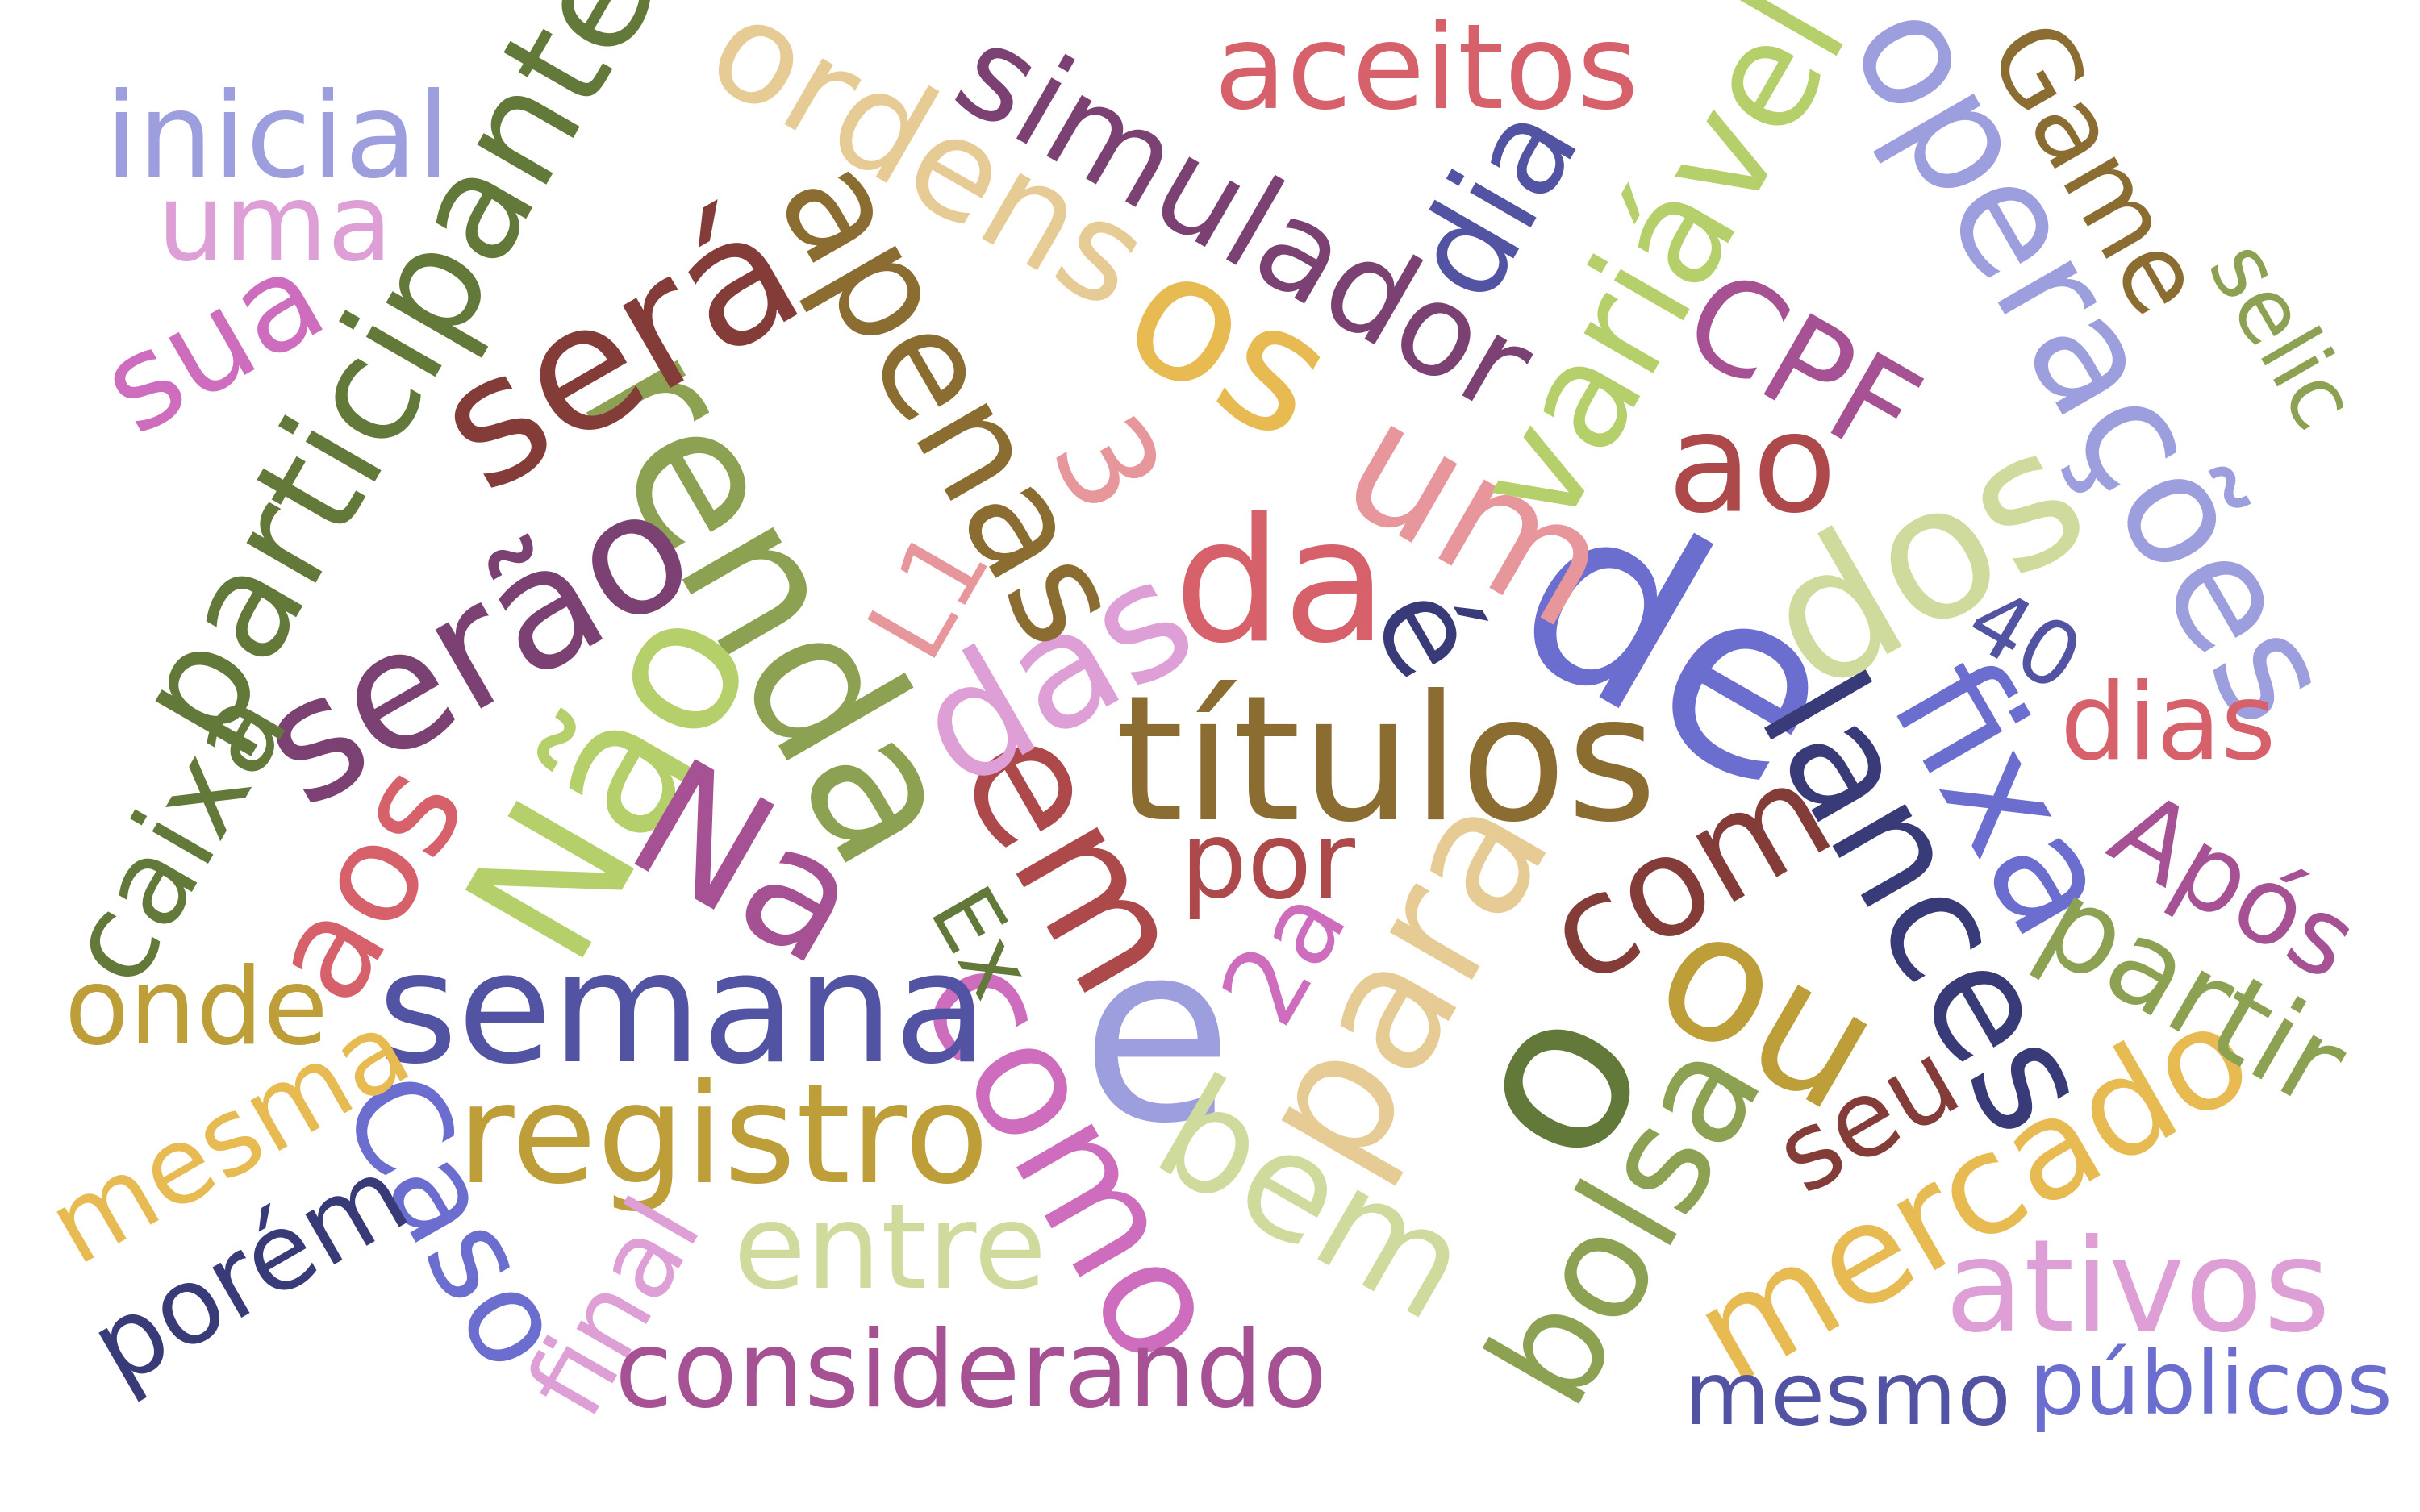 participante
inicial
uma
sua
ordens
simulador
aceitos
dia
variável
operações
Game
selic
será
apenas
os
CPF
ao
Renda
3
um
dos
serão
11
das
da
é
de
40
fixa
dias
Não
títulos
lances
caixa
aos
Na
em
por
com
Após
para
2a
EX
onde
semana
e
ou
partir
mesma
Caso
registro
como
bem
O
bolsa
seu
mercado
porém
final
entre
ativos
considerando
mesmo
públicos